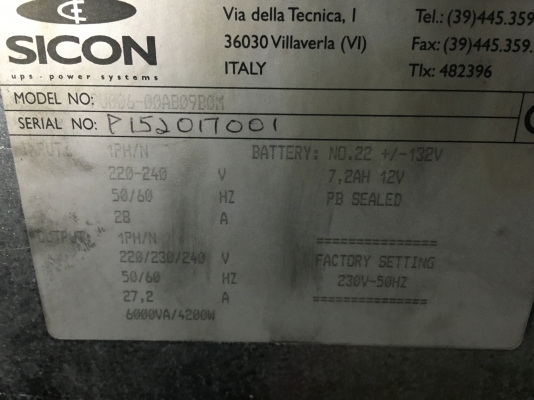 SICON
ups - power systems
Via della Tecnica, 1
36030 Villaverla (VI)
ITALY
Tel.: (39)445.359
Fax: (39)445.359.
Tlx: 482396
MODEL NO:
SERIAL NO: P152017001
INPUT: 1PH/N
220-240 V
50/60 HZ
28 A
OUTPUT: 1PH/N
220/230/240 V
50/60 HZ
27,2 A
6000VA/4200W
BATTERY: NO.22 +/-132V
7,2AH 12V
PB SEALED
==============
FACTORY SETTING
230V-50HZ
==============